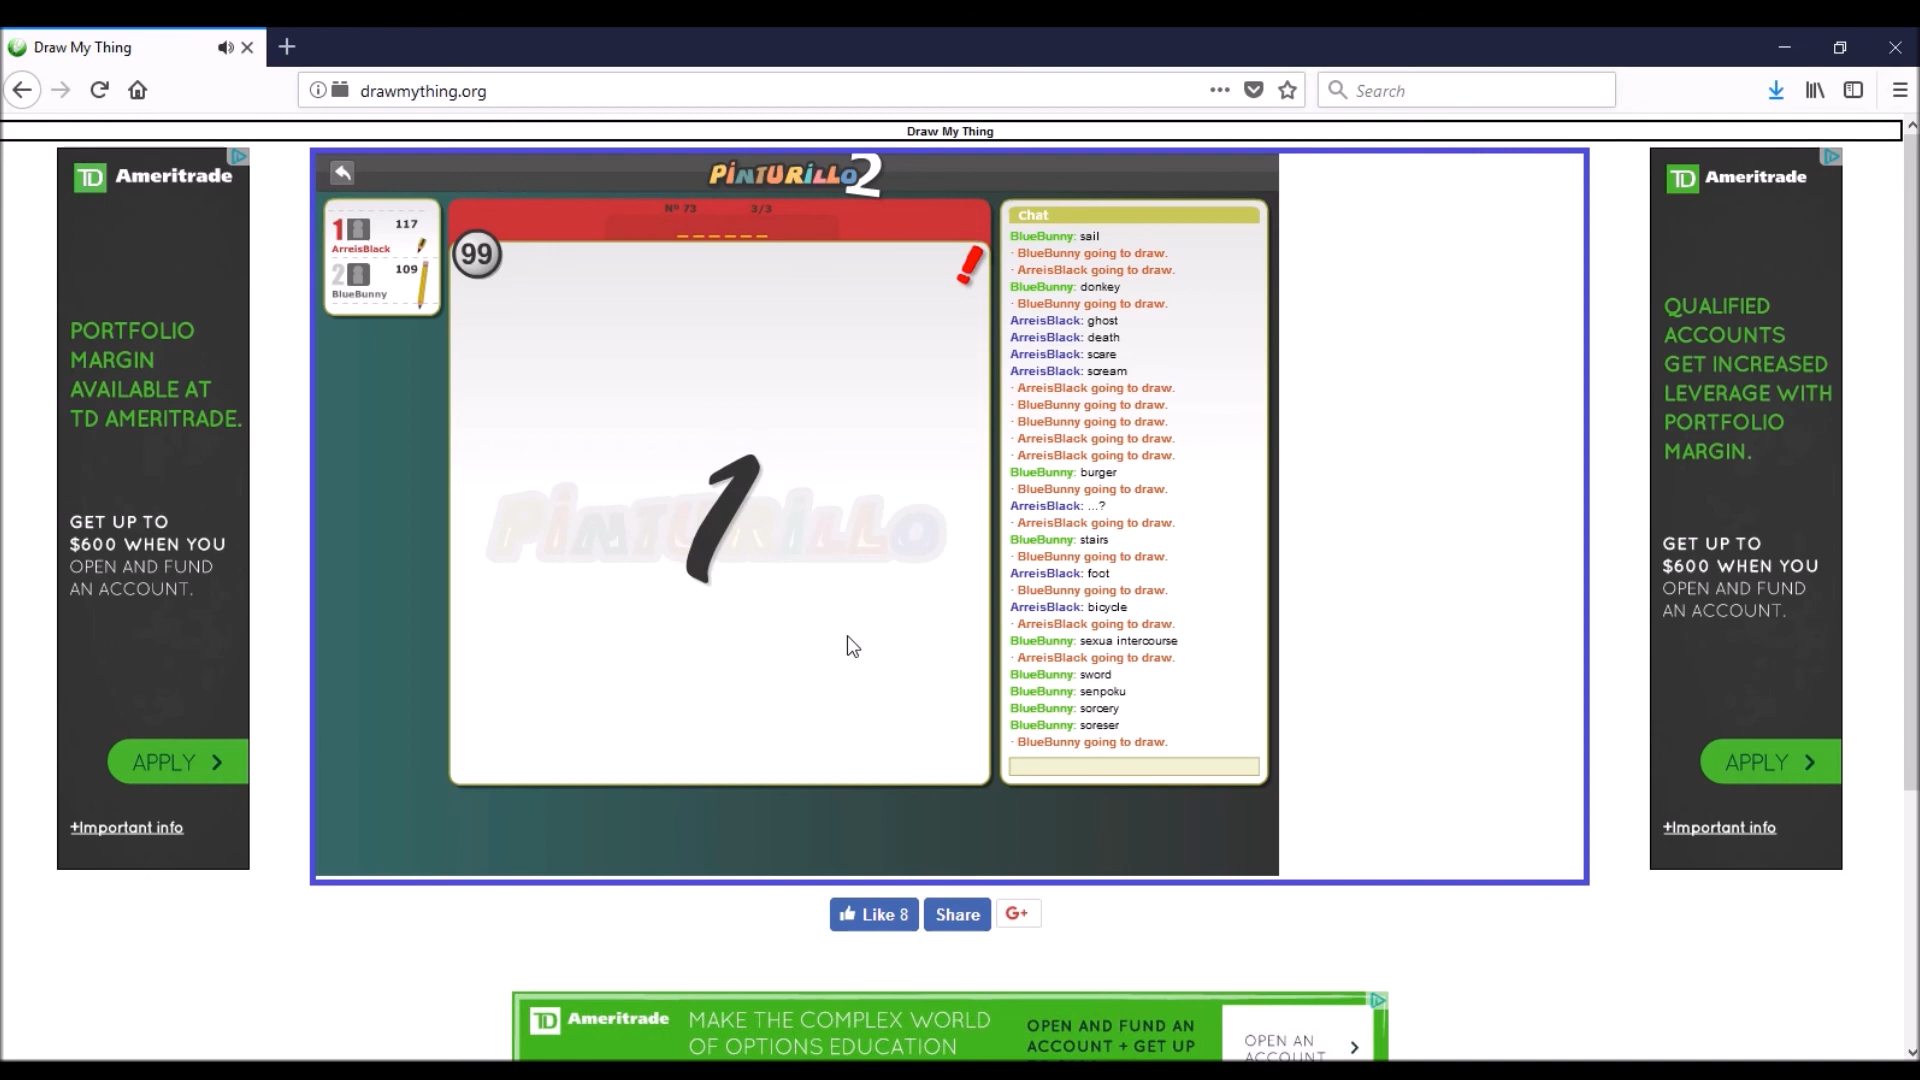 Draw My Thing
drawmything.org
Search
Draw My Thing
TD Ameritrade
PORTFOLIO
MARGIN
AVAILABLE AT
TD AMERITRADE.
GET UP TO
$600 WHEN YOU
OPEN AND FUND
AN ACCOUNT.
APPLY >
+Important info
PiNTURiLLO2
Nº 73 3/3
_ _ _ _ _ _
99
!
1 117
ArreisBlack
2 109
BlueBunny
PiNTURiLLO
1
Chat
BlueBunny: sail
· BlueBunny going to draw.
· ArreisBlack going to draw.
BlueBunny: donkey
· BlueBunny going to draw.
ArreisBlack: ghost
ArreisBlack: death
ArreisBlack: scare
ArreisBlack: scream
· ArreisBlack going to draw.
· BlueBunny going to draw.
· BlueBunny going to draw.
· ArreisBlack going to draw.
· ArreisBlack going to draw.
BlueBunny: burger
· BlueBunny going to draw.
ArreisBlack: ...?
· ArreisBlack going to draw.
BlueBunny: stairs
· BlueBunny going to draw.
ArreisBlack: foot
· BlueBunny going to draw.
ArreisBlack: bicycle
· ArreisBlack going to draw.
BlueBunny: sexua intercourse
· ArreisBlack going to draw.
BlueBunny: sword
BlueBunny: senpoku
BlueBunny: sorcery
BlueBunny: soreser
· BlueBunny going to draw.
TD Ameritrade
QUALIFIED
ACCOUNTS
GET INCREASED
LEVERAGE WITH
PORTFOLIO
MARGIN.
GET UP TO
$600 WHEN YOU
OPEN AND FUND
AN ACCOUNT.
APPLY >
+Important info
Like 8
Share
G+
TD Ameritrade
MAKE THE COMPLEX WORLD
OF OPTIONS EDUCATION
OPEN AND FUND AN
ACCOUNT + GET UP
OPEN AN
ACCOUNT